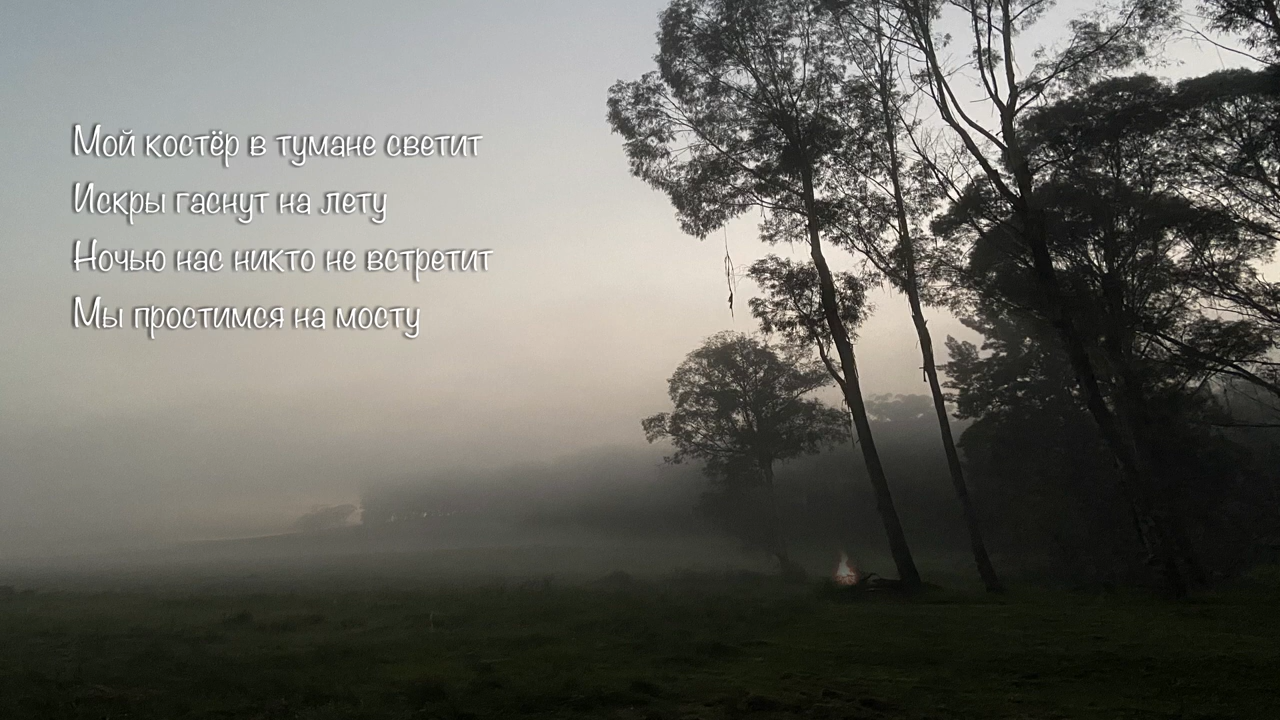 Мой костёр в тумане светит
Искры гаснут на лету
Ночью нас никто не встретит
Мы простимся на мосту